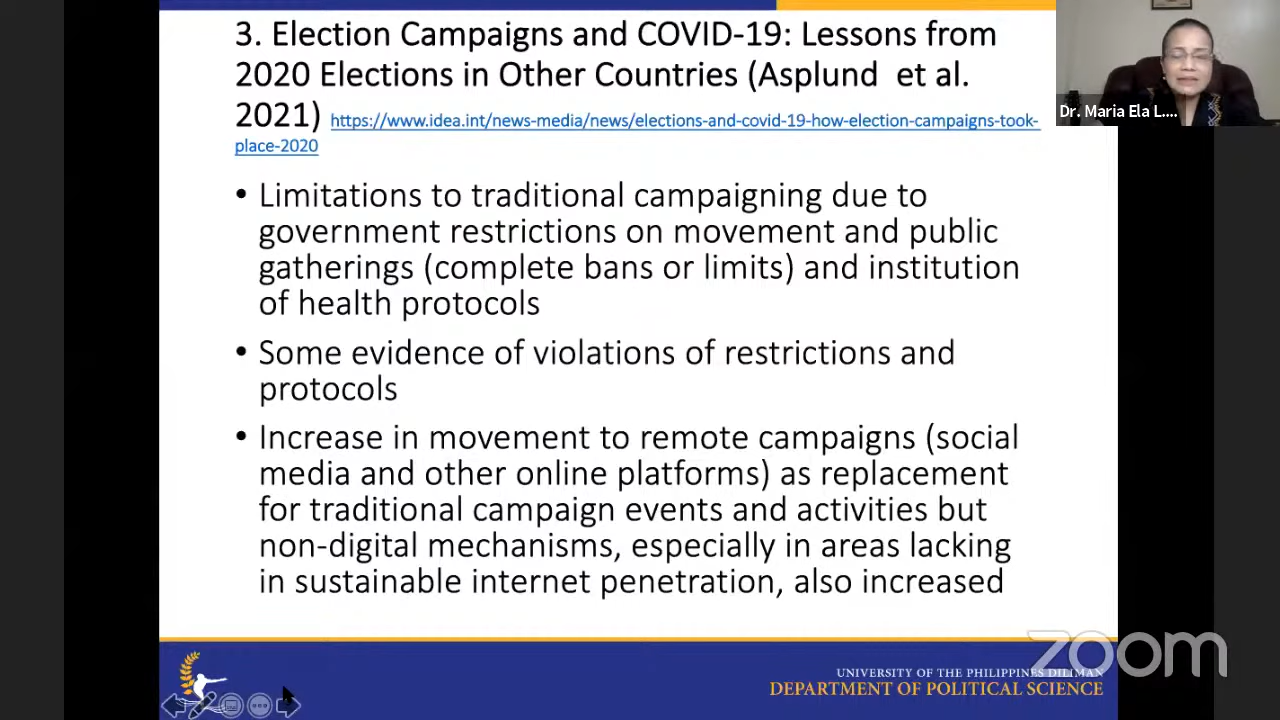 3. Election Campaigns and COVID-19: Lessons from
2020 Elections in Other Countries (Asplund et al.
2021) https://www.idea.int/news-media/news/elections-and-covid-19-how-election-campaigns-took-
place-2020
Dr. Maria Ela L....
• Limitations to traditional campaigning due to
government restrictions on movement and public
gatherings (complete bans or limits) and institution
of health protocols
• Some evidence of violations of restrictions and
protocols
• Increase in movement to remote campaigns (social
media and other online platforms) as replacement
for traditional campaign events and activities but
non-digital mechanisms, especially in areas lacking
in sustainable internet penetration, also increased
zoom
UNIVERSITY OF THE PHILIPPINES DILIMAN
DEPARTMENT OF POLITICAL SCIENCE